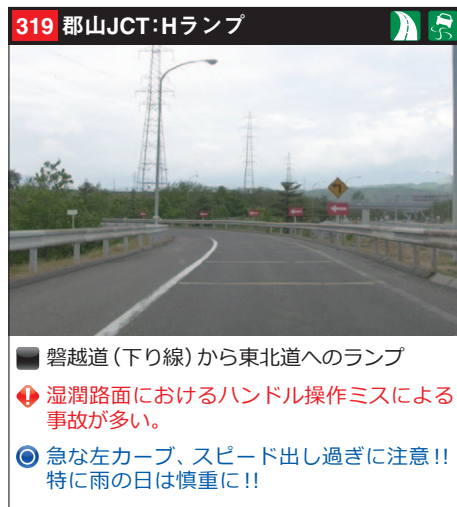 319 郡山JCT:Hランプ
磐越道(下り線)から東北道へのランプ
湿潤路面におけるハンドル操作ミスによる
事故が多い。
急な左カーブ、スピード出し過ぎに注意!!
特に雨の日は慎重に!!